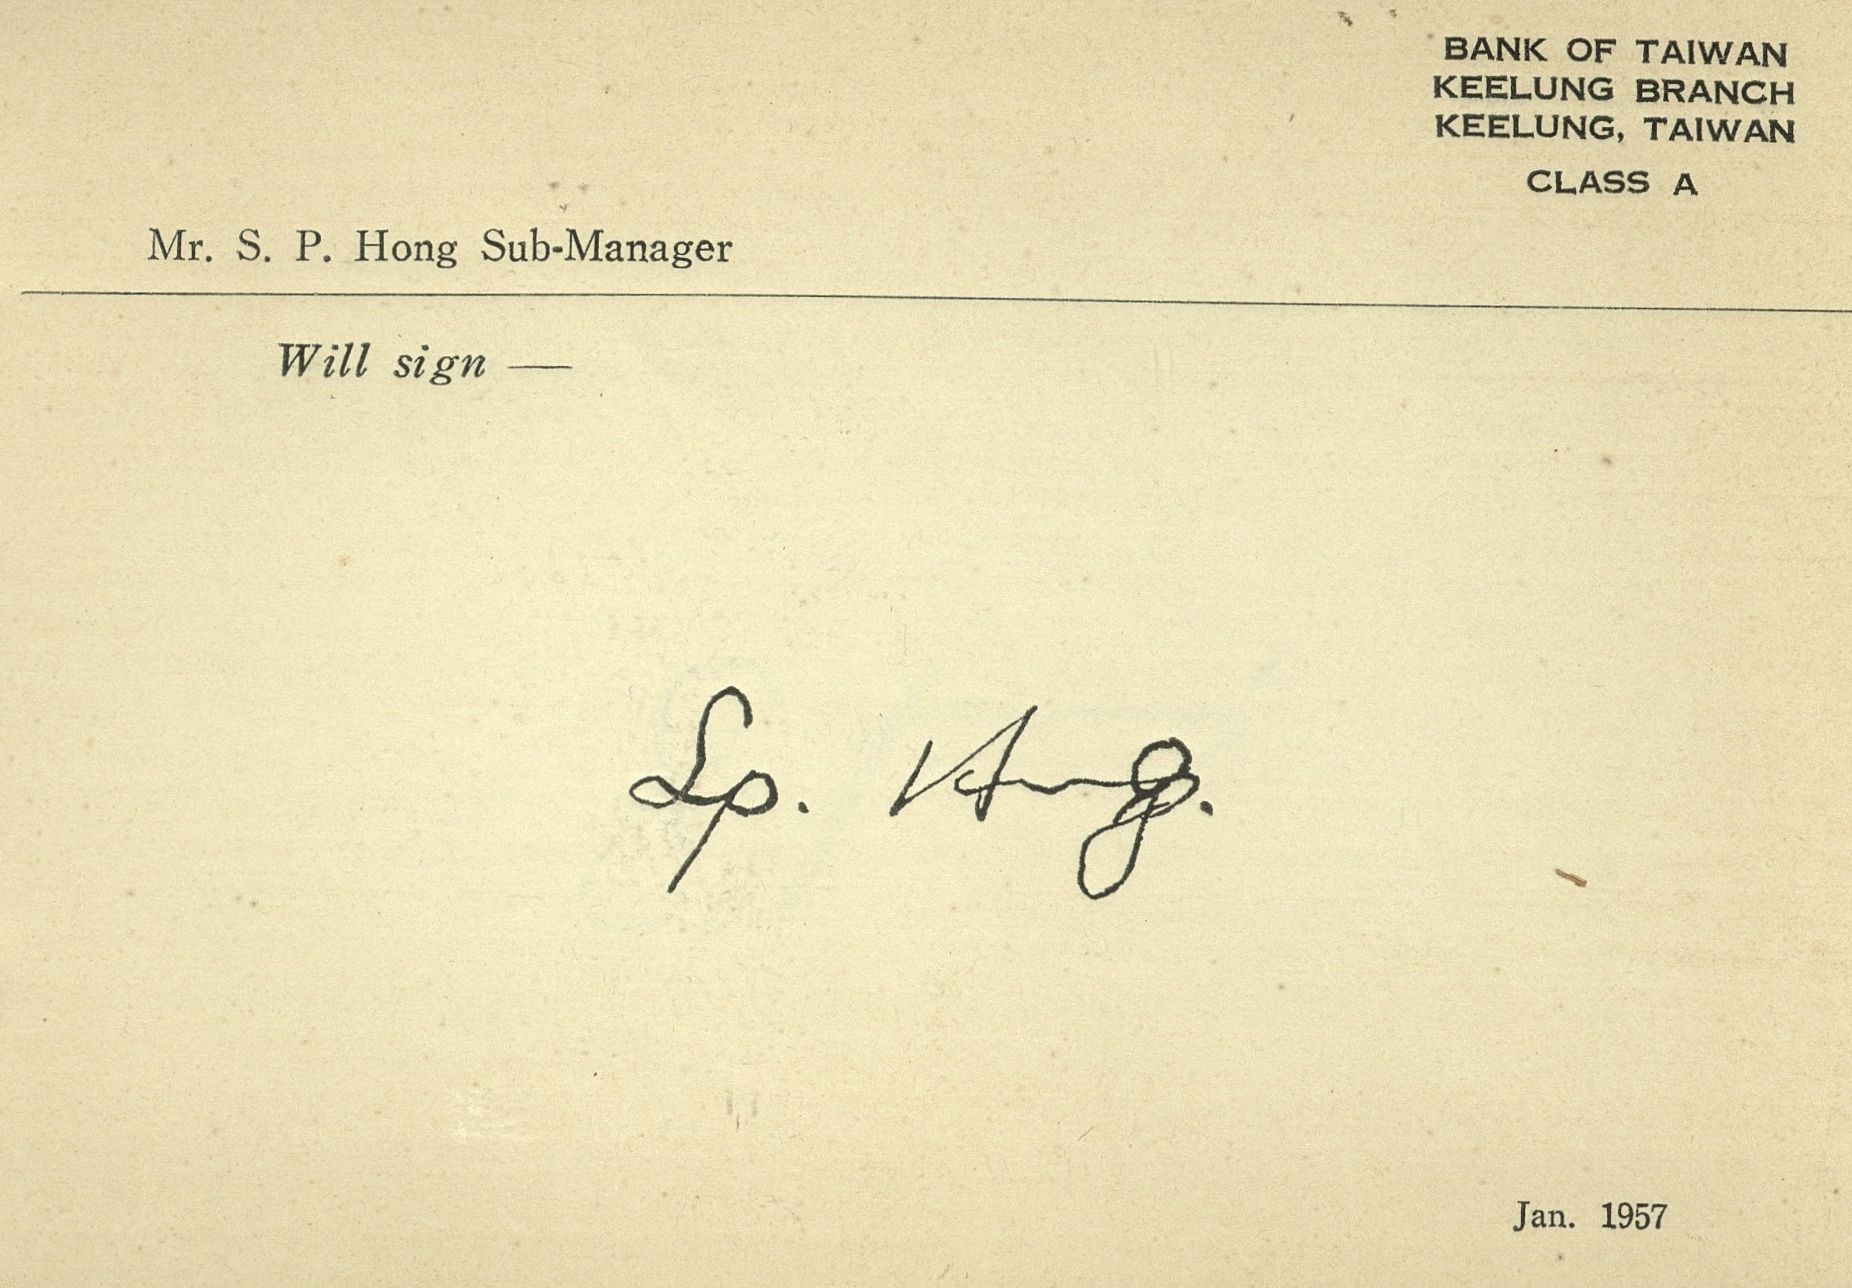 BANK OF TAIWAN
KEELUNG BRANCH
KEELUNG, TAIWAN
CLASS A
Mr. S. P. Hong Sub-Manager
Will sign —
Sp. Hong.
Jan. 1957